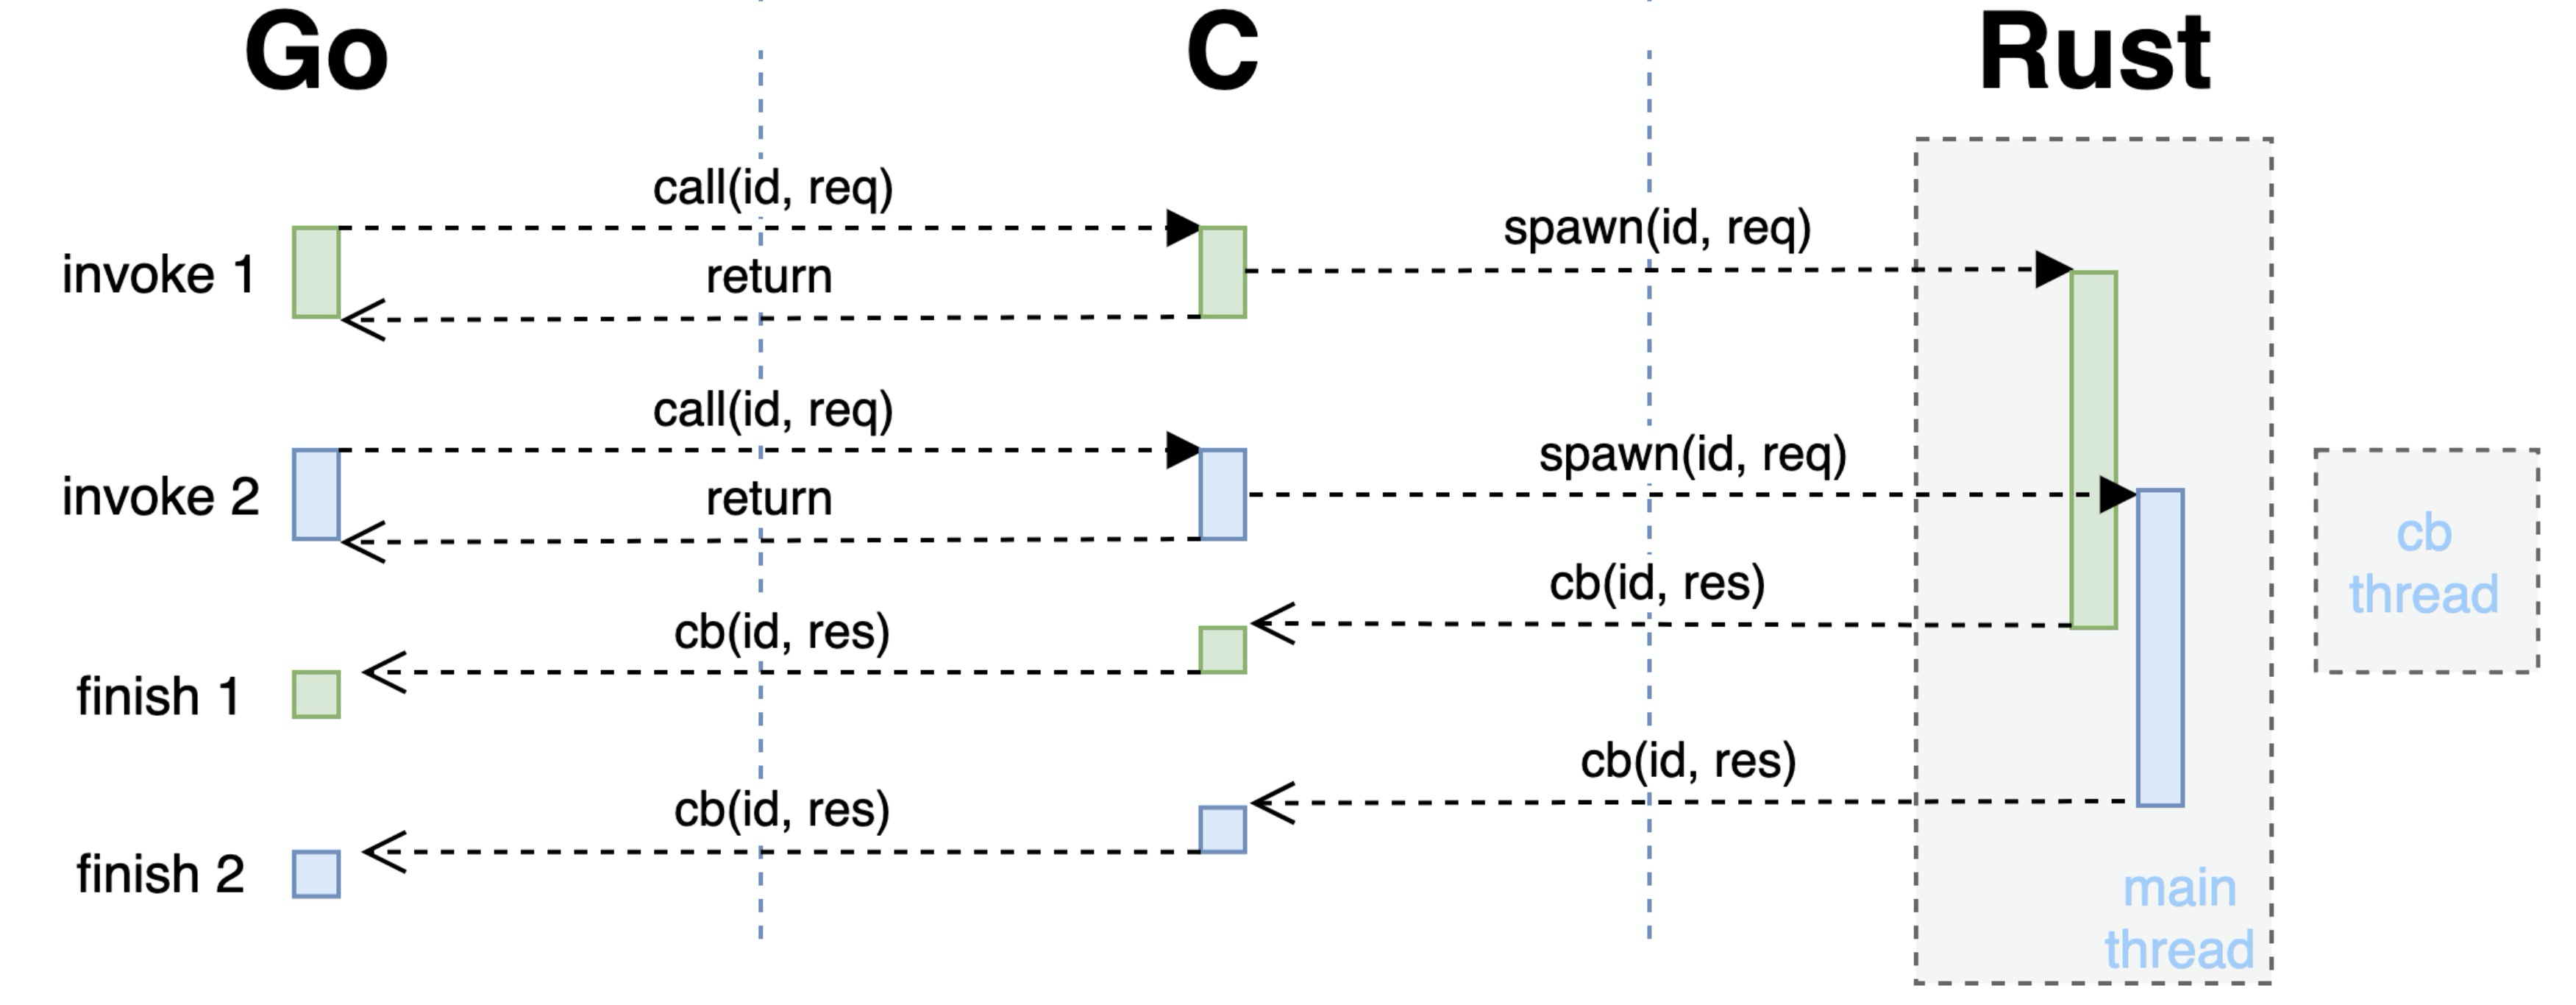 Go
C
Rust
call(id, req)
spawn(id, req)
invoke 1
return
call(id, req)
spawn(id, req)
invoke 2
return
cb
thread
cb(id, res)
cb(id, res)
finish 1
cb(id, res)
cb(id, res)
finish 2
main
thread